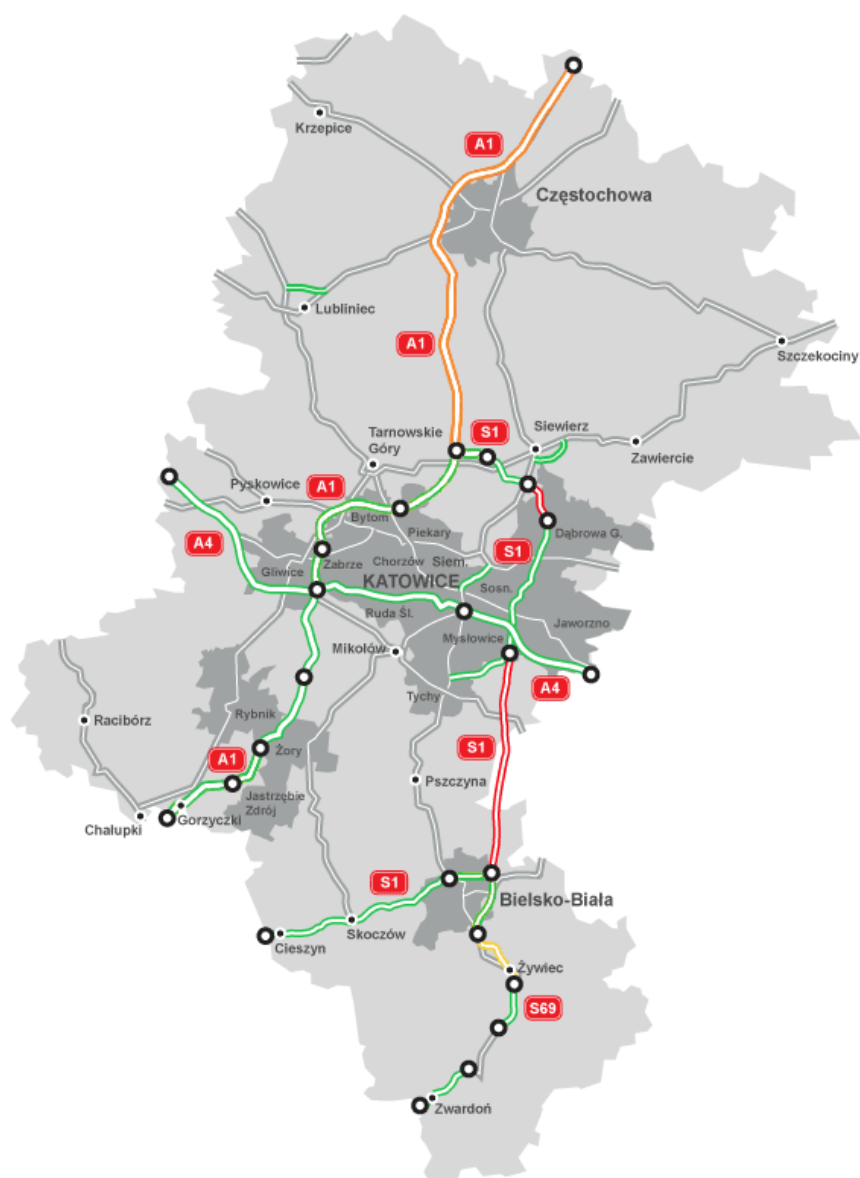 A1
Krzepice
Częstochowa
Lubliniec
A1
Szczekociny
Tarnowskie
Góry
S1
Siewierz
Zawiercie
Pyskowice
A1
Bytom
Piekary
Dąbrowa G.
A4
S1
Gliwice
Zabrze
Chorzów
Siem.
KATOWICE
Sosn.
Ruda Śl.
Jaworzno
Mysłowice
Mikołów
A4
Tychy
Rybnik
Racibórz
S1
A1
Żory
Pszczyna
Jastrzębie
Zdrój
Gorzyczki
Chałupki
S1
Bielsko-Biała
Skoczów
Cieszyn
Żywiec
S69
Zwardoń